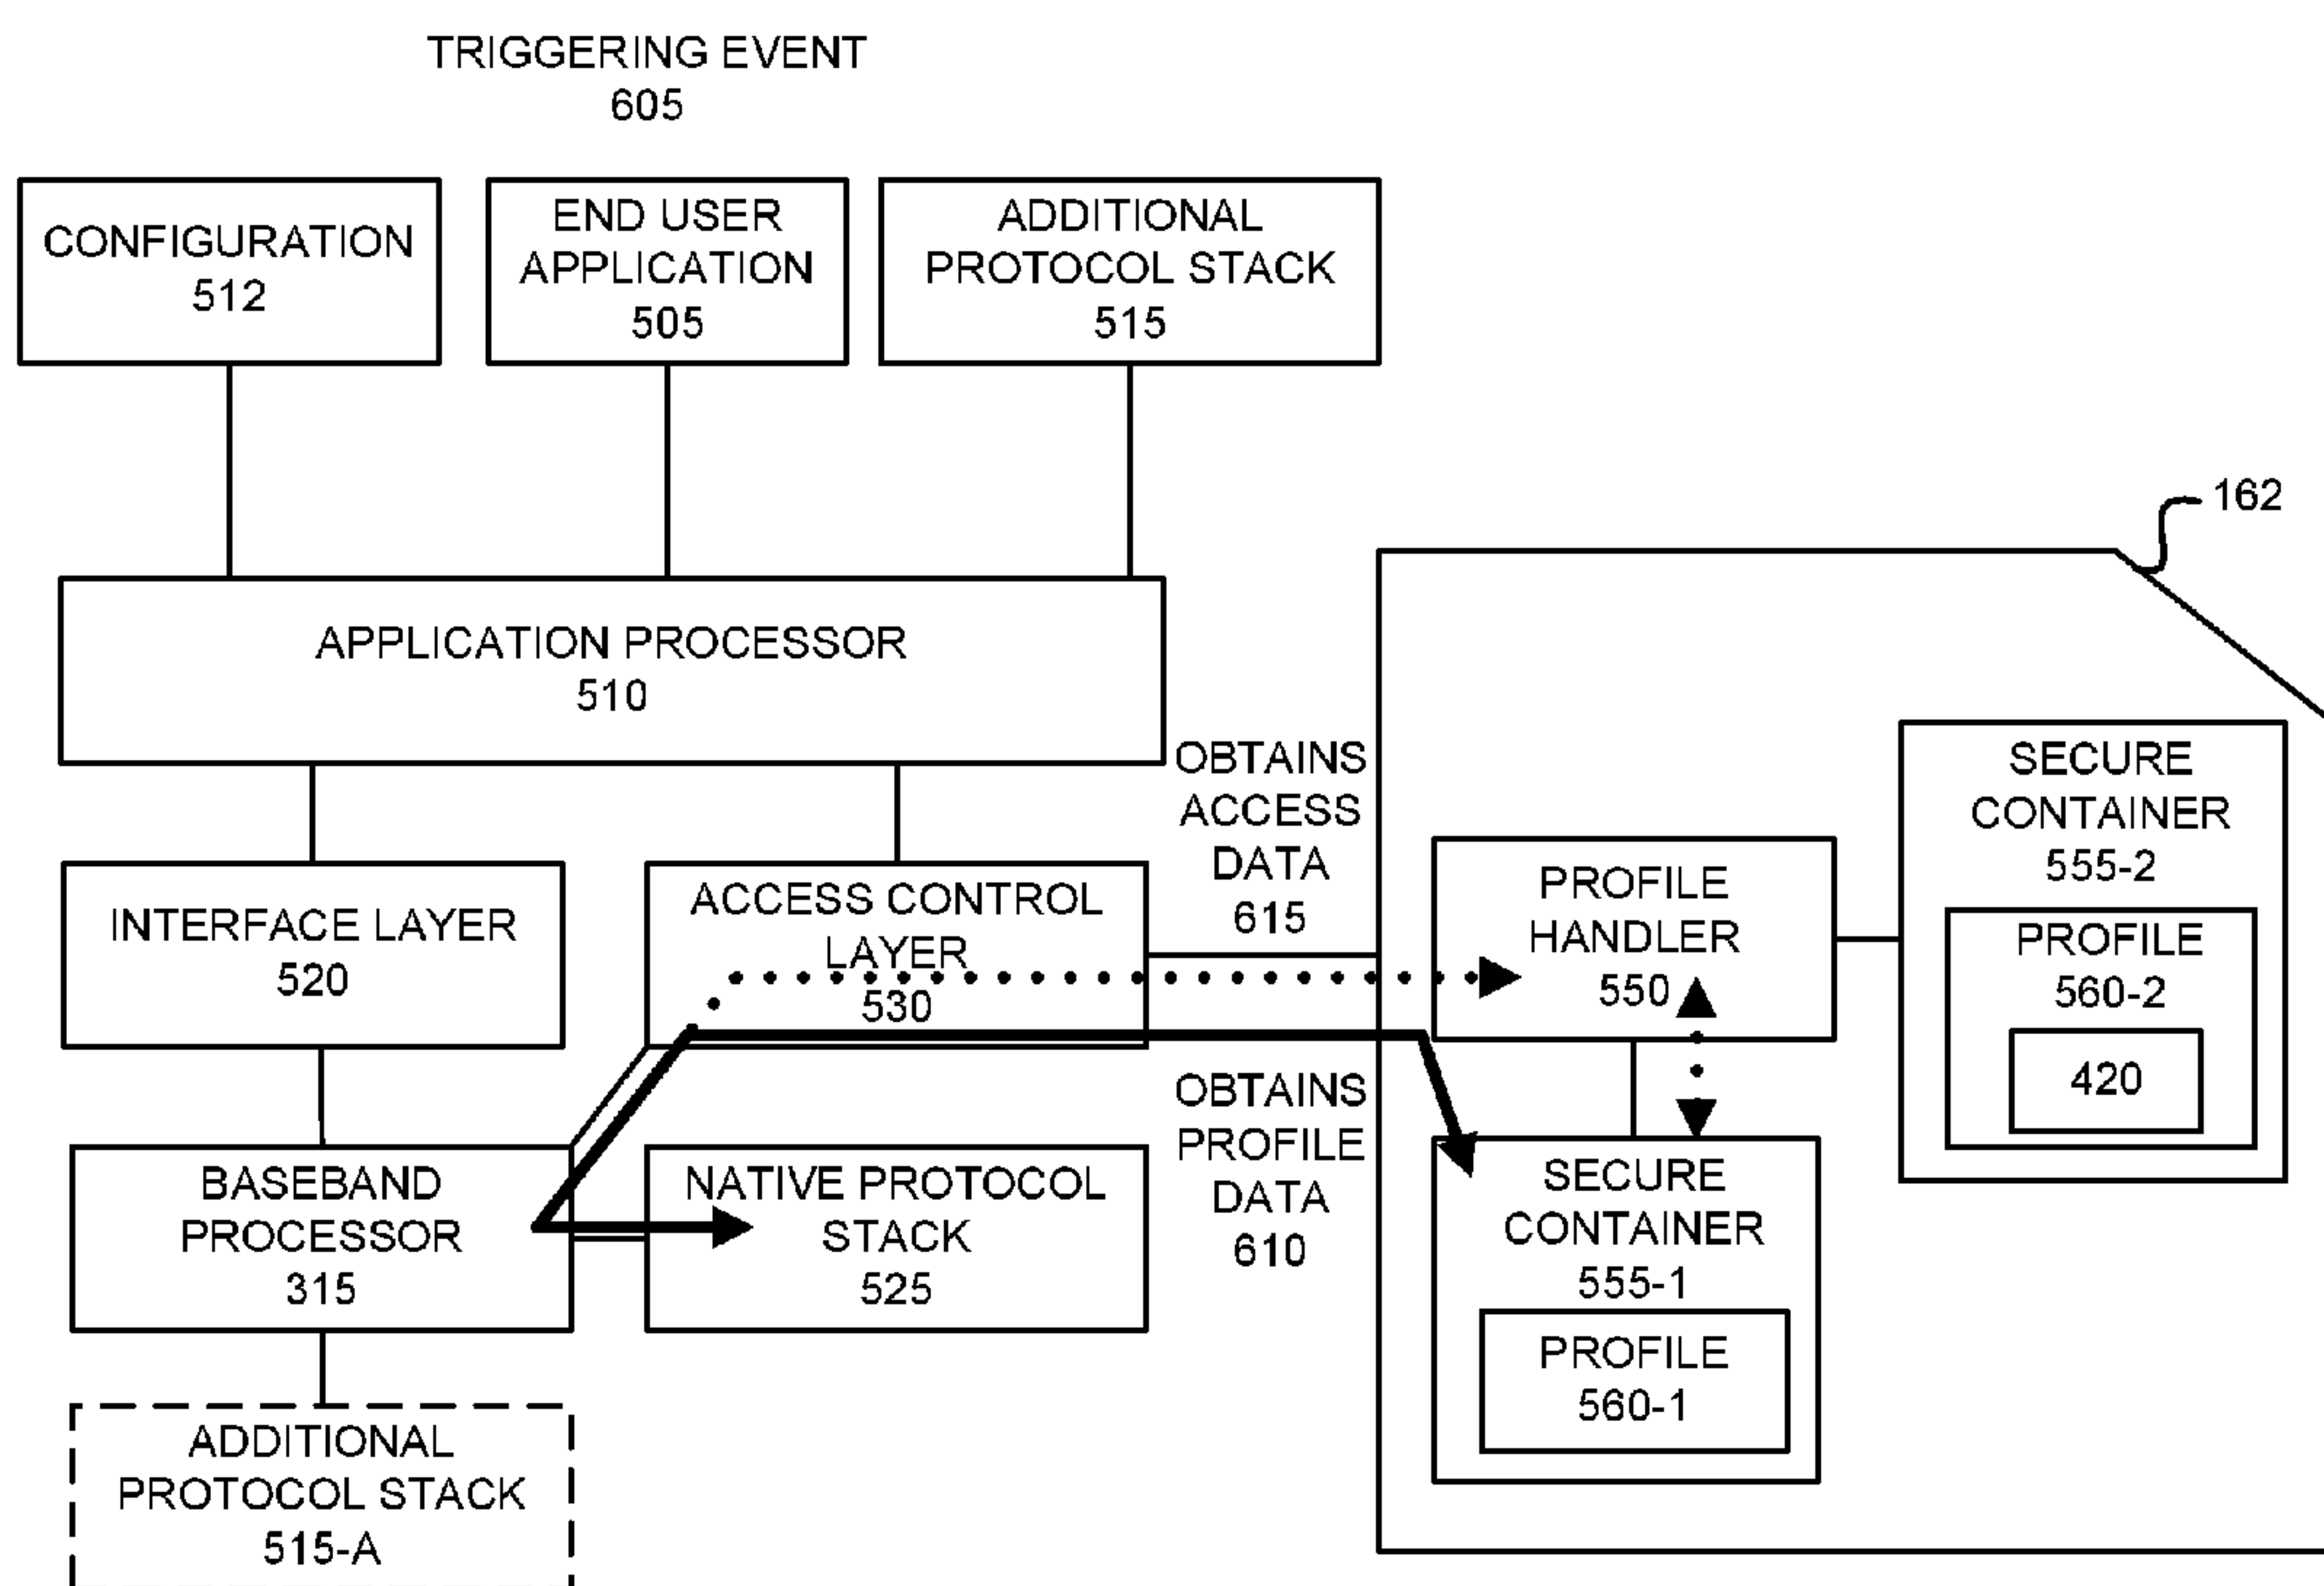 TRIGGERING EVENT
605
CONFIGURATION
512
END USER
APPLICATION
505
ADDITIONAL
PROTOCOL STACK
515
162
APPLICATION PROCESSOR
510
OBTAINS
ACCESS
DATA
615
INTERFACE LAYER
520
ACCESS CONTROL
LAYER
530
PROFILE
HANDLER
550
SECURE
CONTAINER
555-2
PROFILE
560-2
420
BASEBAND
PROCESSOR
315
NATIVE PROTOCOL
STACK
525
OBTAINS
PROFILE
DATA
610
SECURE
CONTAINER
555-1
PROFILE
560-1
ADDITIONAL
PROTOCOL STACK
515-A